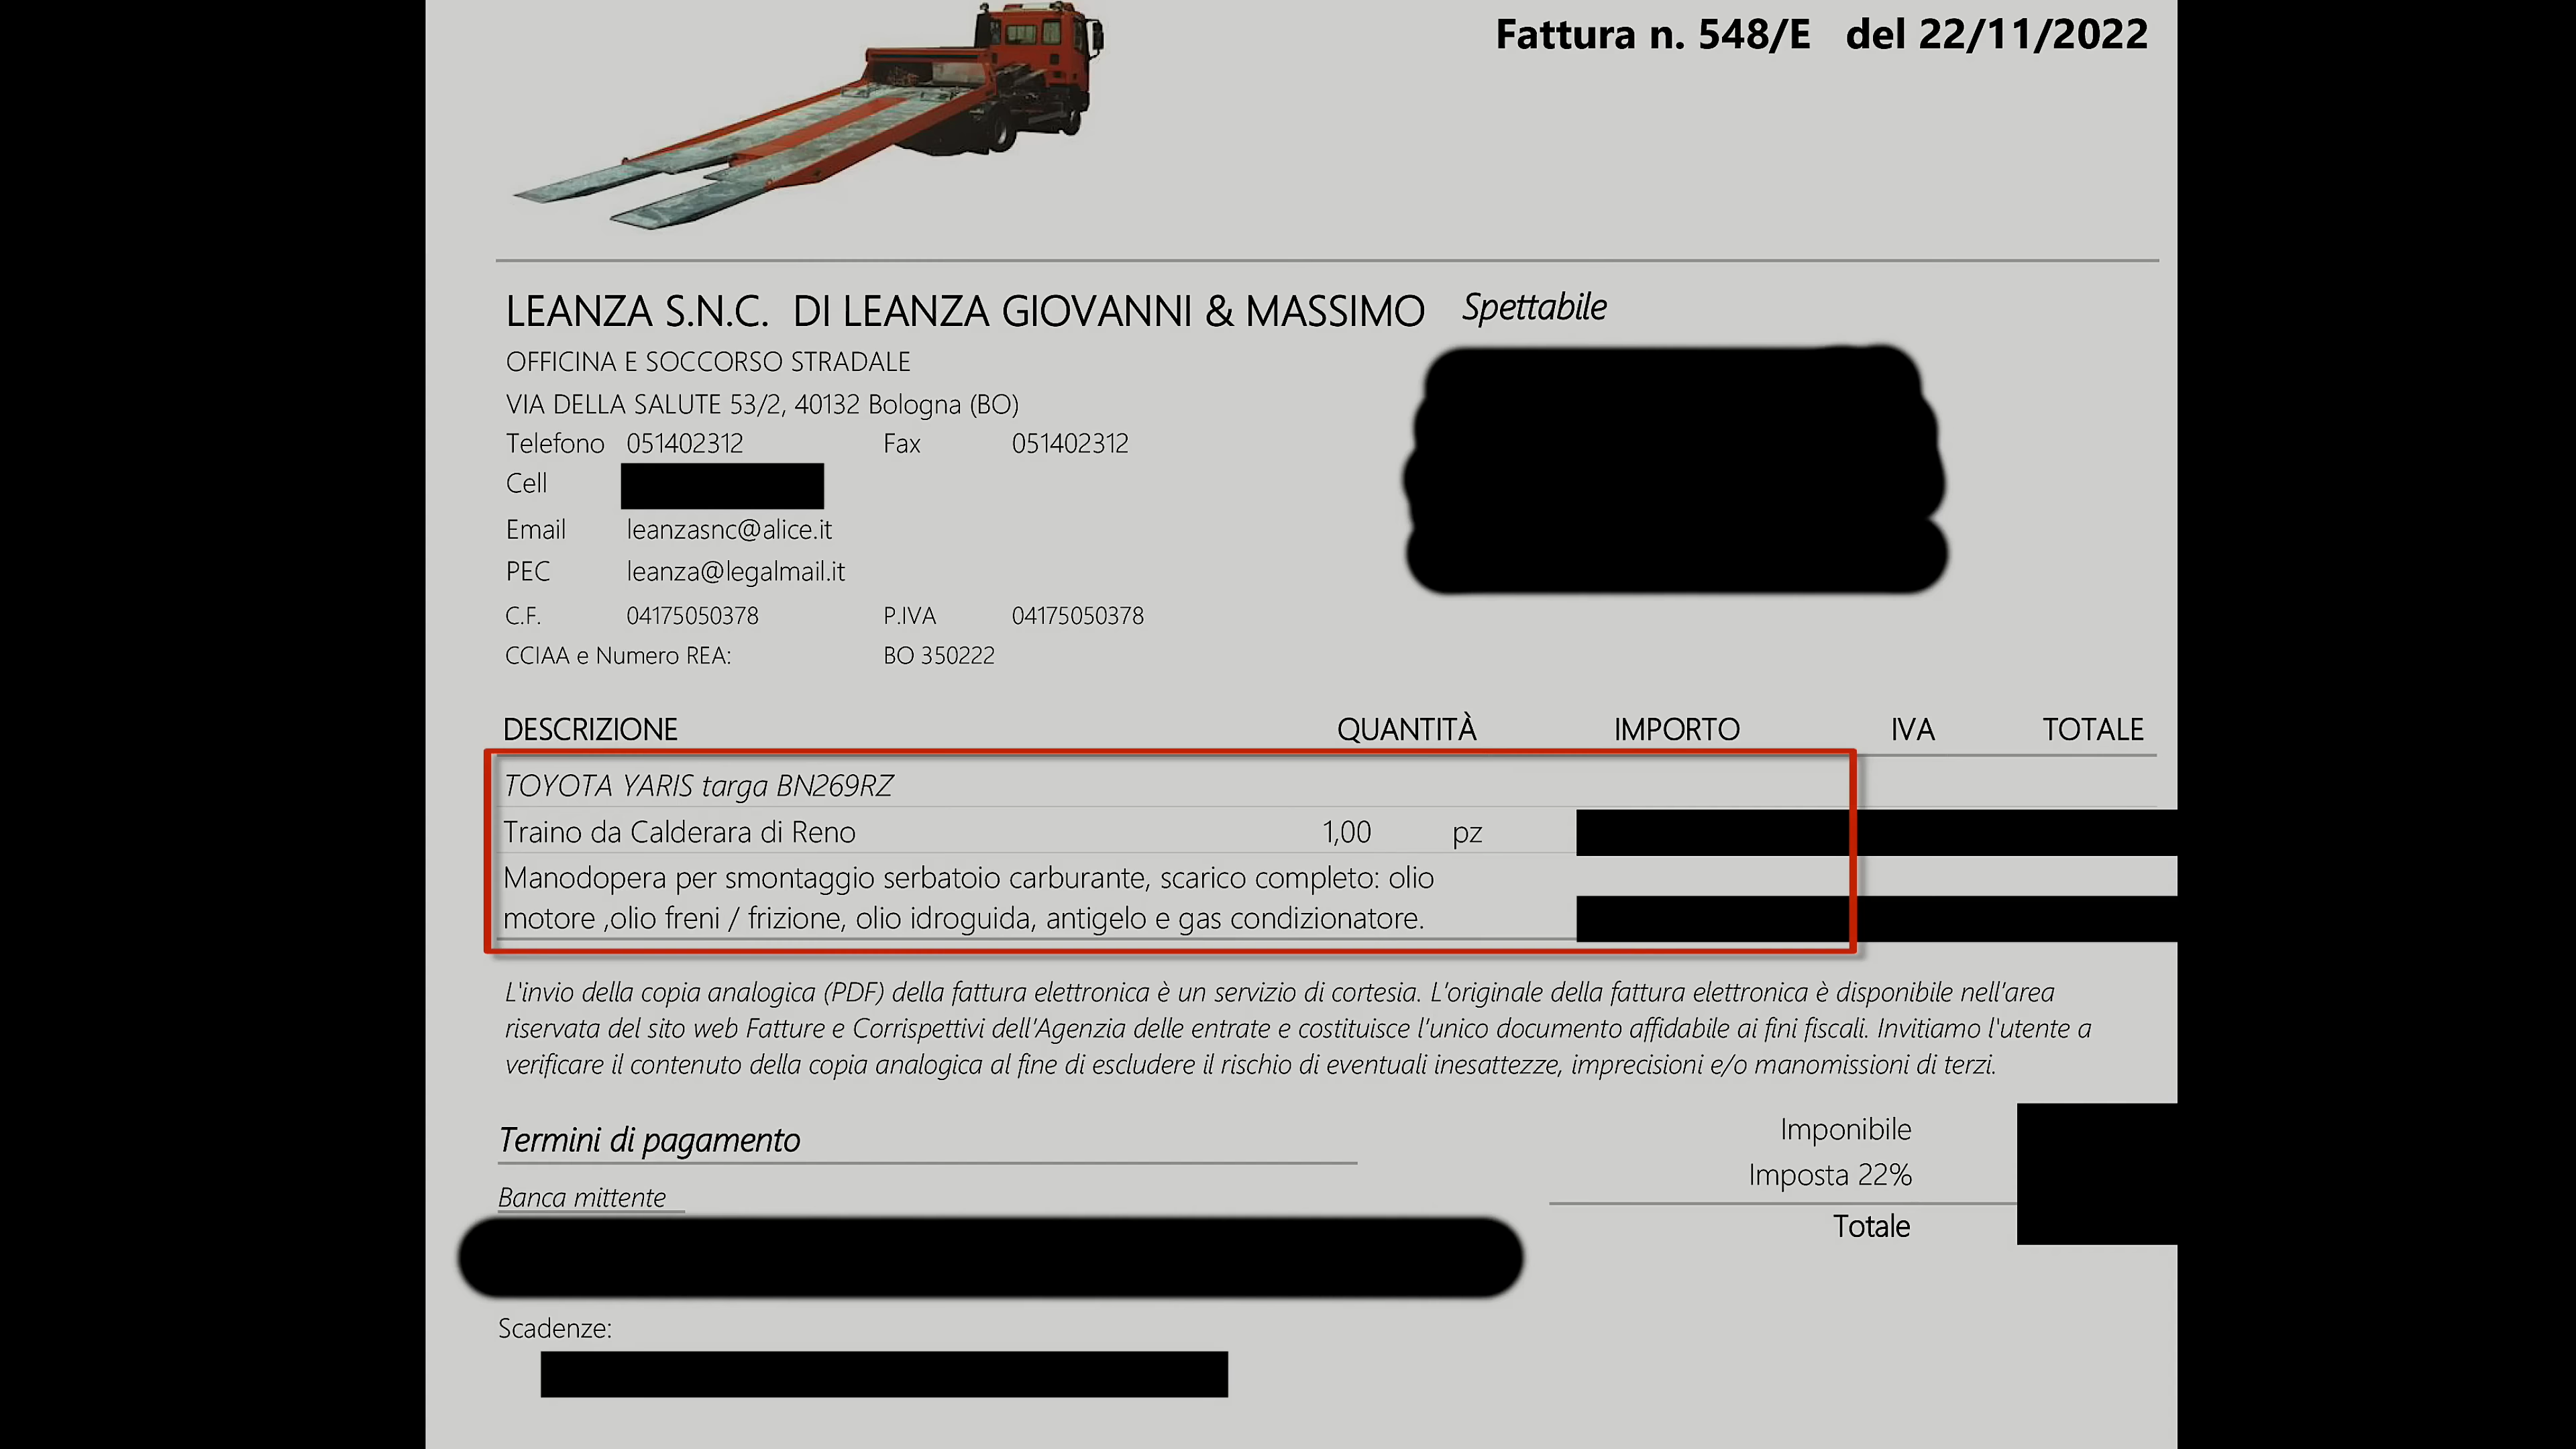 Fattura n. 548/E del 22/11/2022
LEANZA S.N.C. DI LEANZA GIOVANNI & MASSIMO Spettabile
OFFICINA E SOCCORSO STRADALE
VIA DELLA SALUTE 53/2, 40132 Bologna (BO)
Telefono 051402312 Fax 051402312
Cell
Email leanzasnc@alice.it
PEC leanza@legalmail.it
C.F. 04175050378 P.IVA 04175050378
CCIAA e Numero REA: BO 350222
DESCRIZIONE QUANTITÀ IMPORTO IVA TOTALE
TOYOTA YARIS targa BN269RZ
Traino da Calderara di Reno 1,00 pz
Manodopera per smontaggio serbatoio carburante, scarico completo: olio
motore ,olio freni / frizione, olio idroguida, antigelo e gas condizionatore.
L'invio della copia analogica (PDF) della fattura elettronica è un servizio di cortesia. L'originale della fattura elettronica è disponibile nell'area
riservata del sito web Fatture e Corrispettivi dell'Agenzia delle entrate e costituisce l'unico documento affidabile ai fini fiscali. Invitiamo l'utente a
verificare il contenuto della copia analogica al fine di escludere il rischio di eventuali inesattezze, imprecisioni e/o manomissioni di terzi.
Termini di pagamento
Banca mittente
Imponibile
Imposta 22%
Totale
Scadenze: